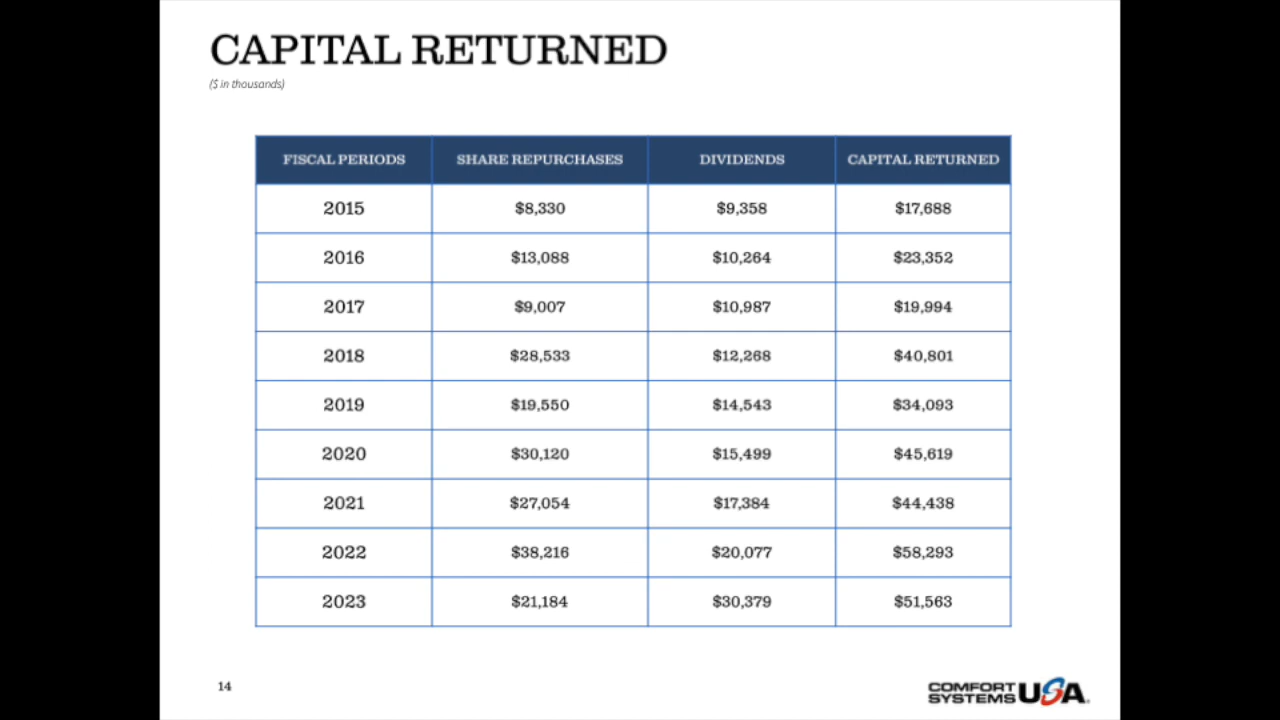 CAPITAL RETURNED
($ in thousands)
FISCAL PERIODS SHARE REPURCHASES DIVIDENDS CAPITAL RETURNED
2015 $8,330 $9,358 $17,688
2016 $13,088 $10,264 $23,352
2017 $9,007 $10,987 $19,994
2018 $28,533 $12,268 $40,801
2019 $19,550 $14,543 $34,093
2020 $30,120 $15,499 $45,619
2021 $27,054 $17,384 $44,438
2022 $38,216 $20,077 $58,293
2023 $21,184 $30,379 $51,563
14
COMFORT SYSTEMS USA